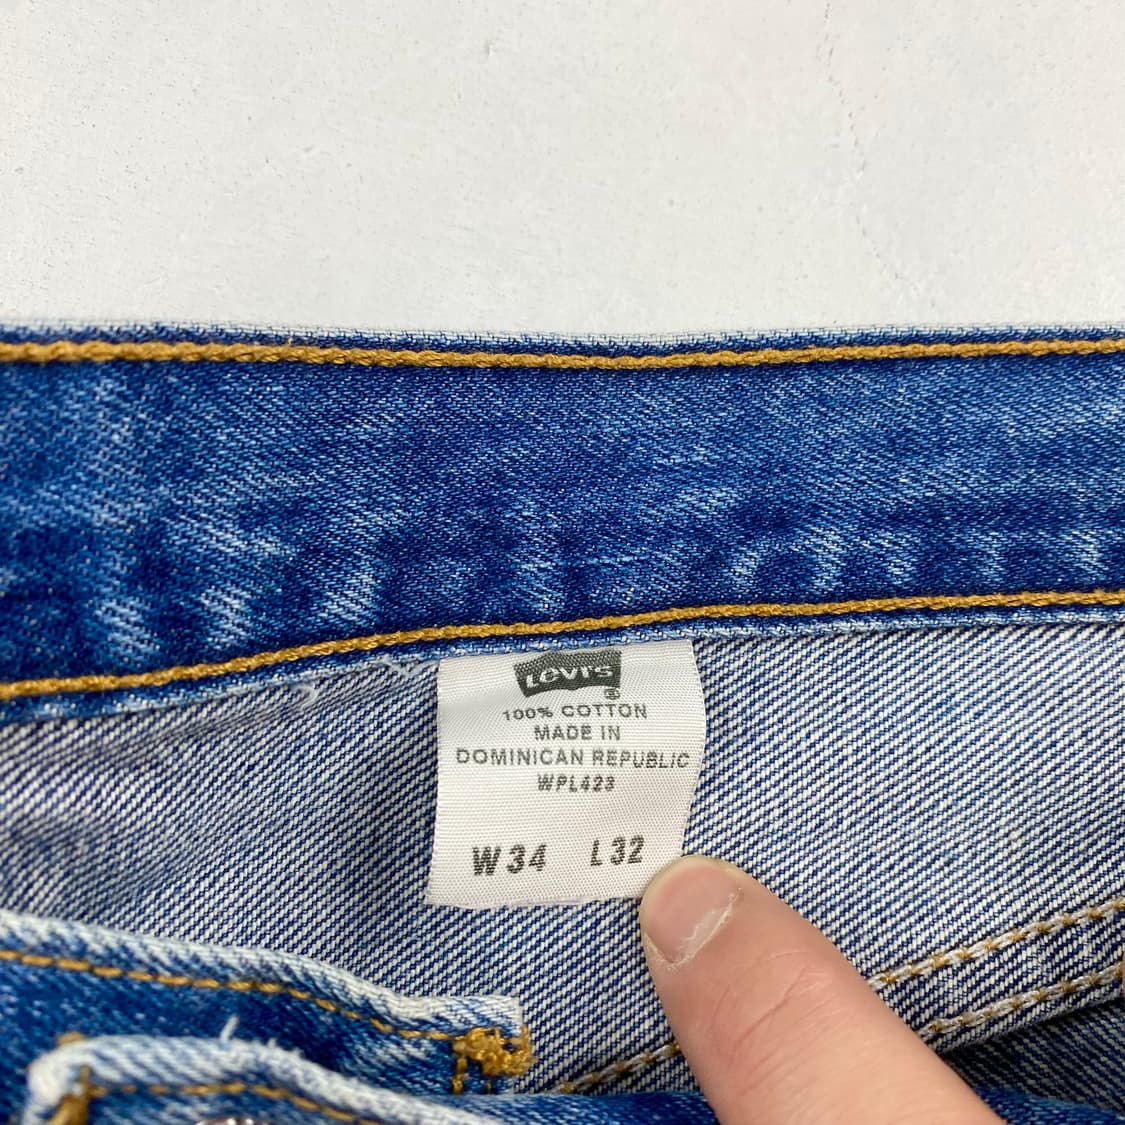 LEVI'S
®
100% COTTON
MADE IN
DOMINICAN REPUBLIC
WPL423
W34 L32